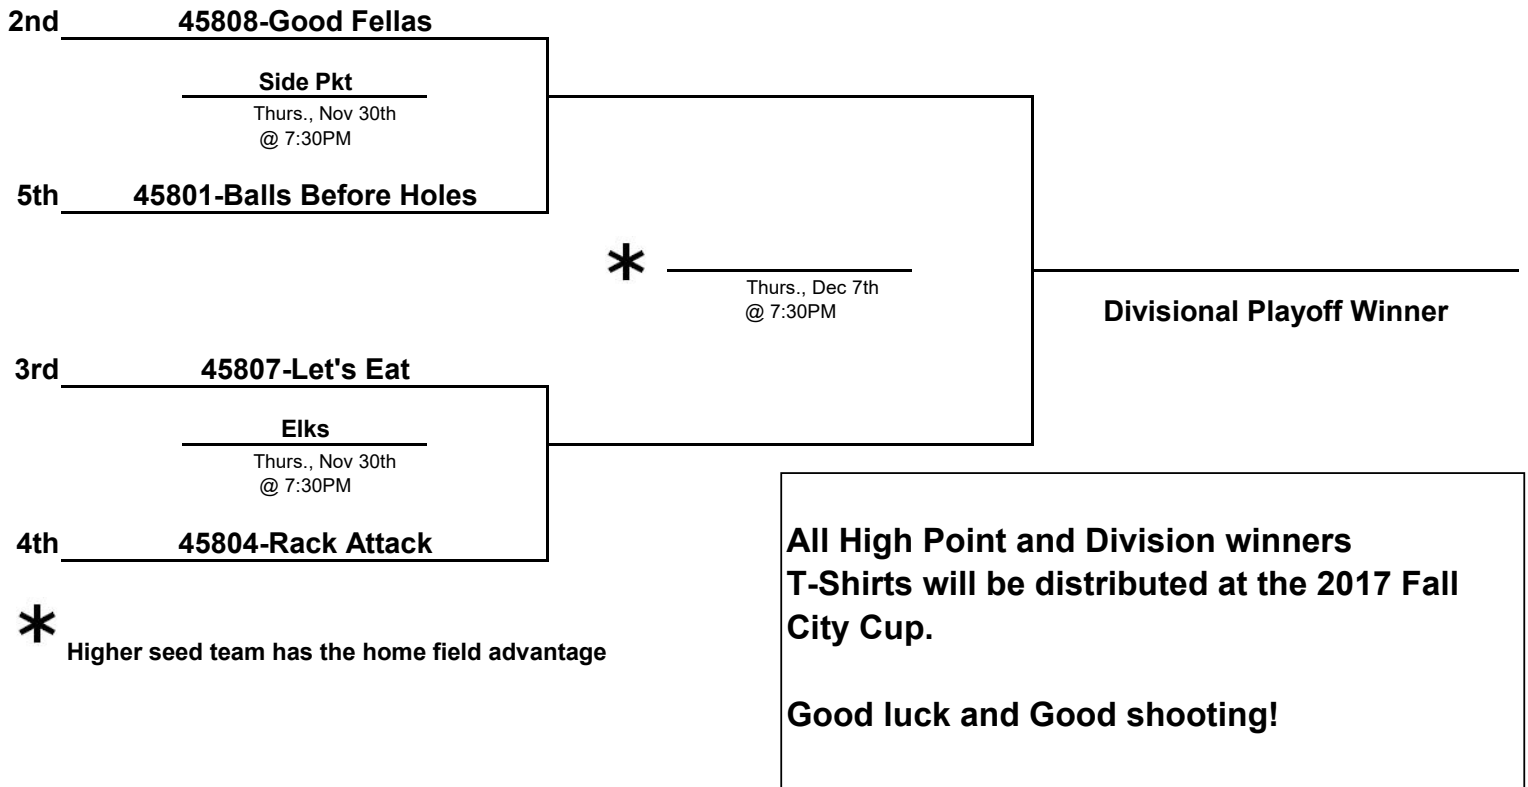 2nd 45808-Good Fellas
Side Pkt
Thurs., Nov 30th
@ 7:30PM
5th 45801-Balls Before Holes
*
Thurs., Dec 7th
@ 7:30PM
Divisional Playoff Winner
3rd 45807-Let's Eat
Elks
Thurs., Nov 30th
@ 7:30PM
4th 45804-Rack Attack
* Higher seed team has the home field advantage
All High Point and Division winners
T-Shirts will be distributed at the 2017 Fall
City Cup.
Good luck and Good shooting!